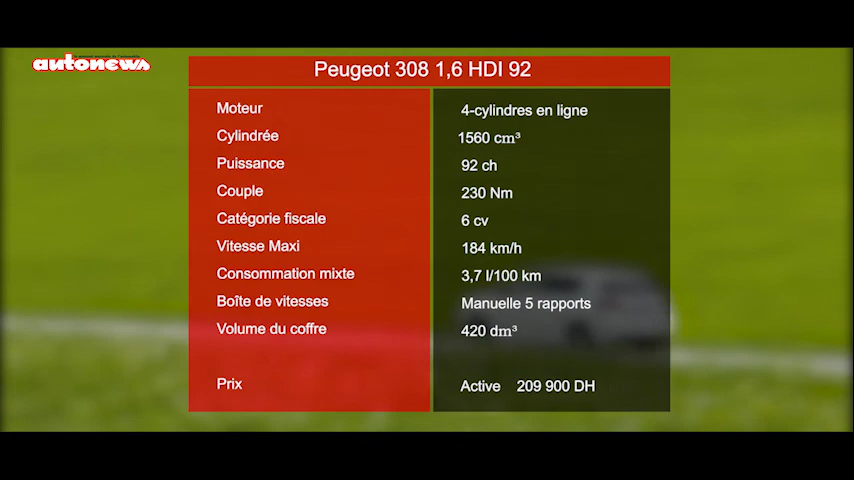 autonews
Peugeot 308 1,6 HDI 92
Moteur 4-cylindres en ligne
Cylindrée 1560 cm³
Puissance 92 ch
Couple 230 Nm
Catégorie fiscale 6 cv
Vitesse Maxi 184 km/h
Consommation mixte 3,7 l/100 km
Boîte de vitesses Manuelle 5 rapports
Volume du coffre 420 dm³
Prix Active 209 900 DH